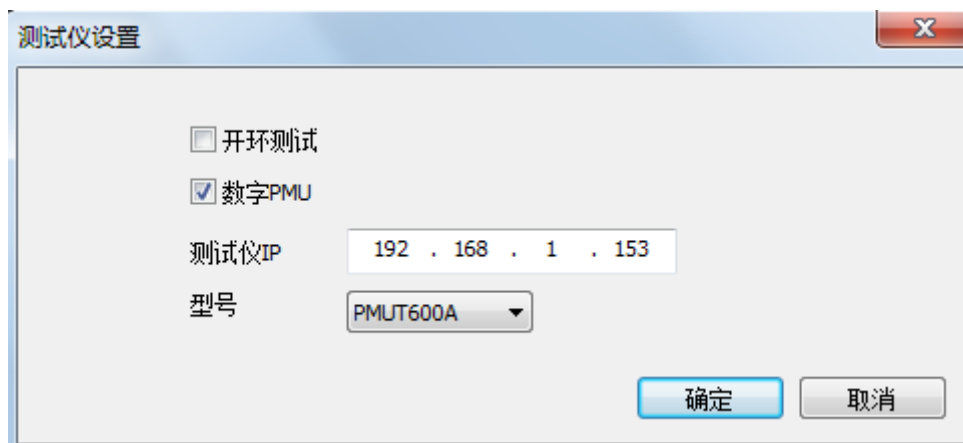 测试仪设置
开环测试
数字PMU
测试仪IP 192 . 168 . 1 . 153
型号 PMUT600A
确定 取消